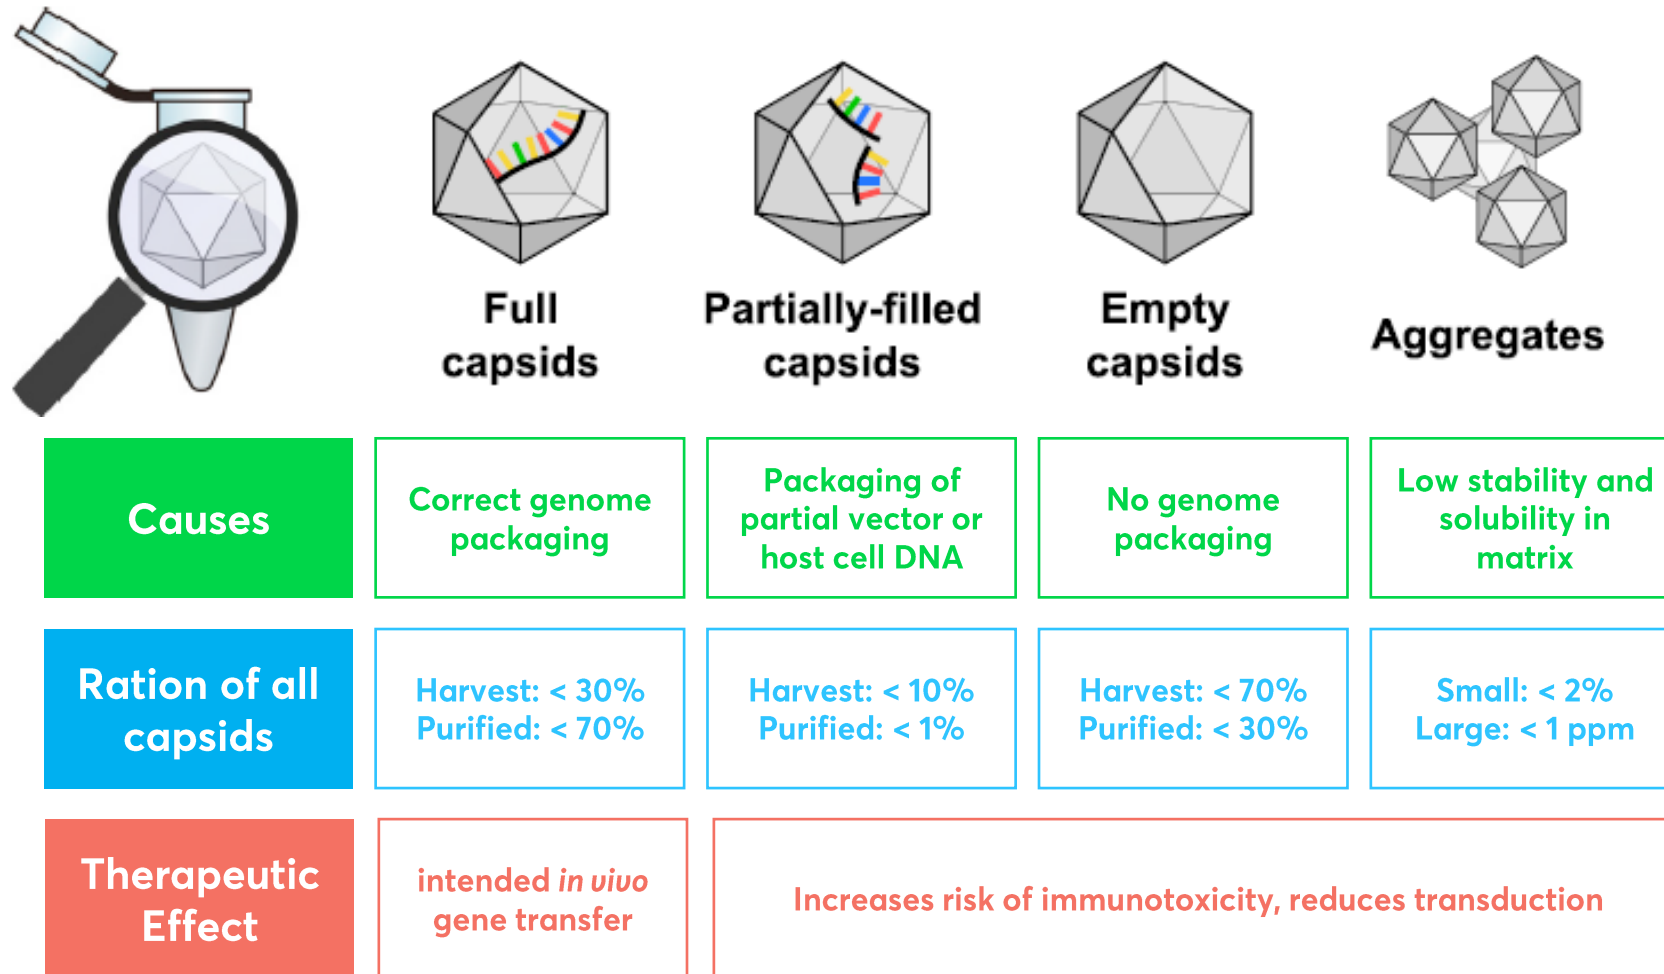 Full
capsids
Partially-filled
capsids
Empty
capsids
Aggregates
Causes
Correct genome
packaging
Packaging of
partial vector or
host cell DNA
No genome
packaging
Low stability and
solubility in
matrix
Ration of all
capsids
Harvest: < 30%
Purified: < 70%
Harvest: < 10%
Purified: < 1%
Harvest: < 70%
Purified: < 30%
Small: < 2%
Large: < 1 ppm
Therapeutic
Effect
intended in vivo
gene transfer
Increases risk of immunotoxicity, reduces transduction